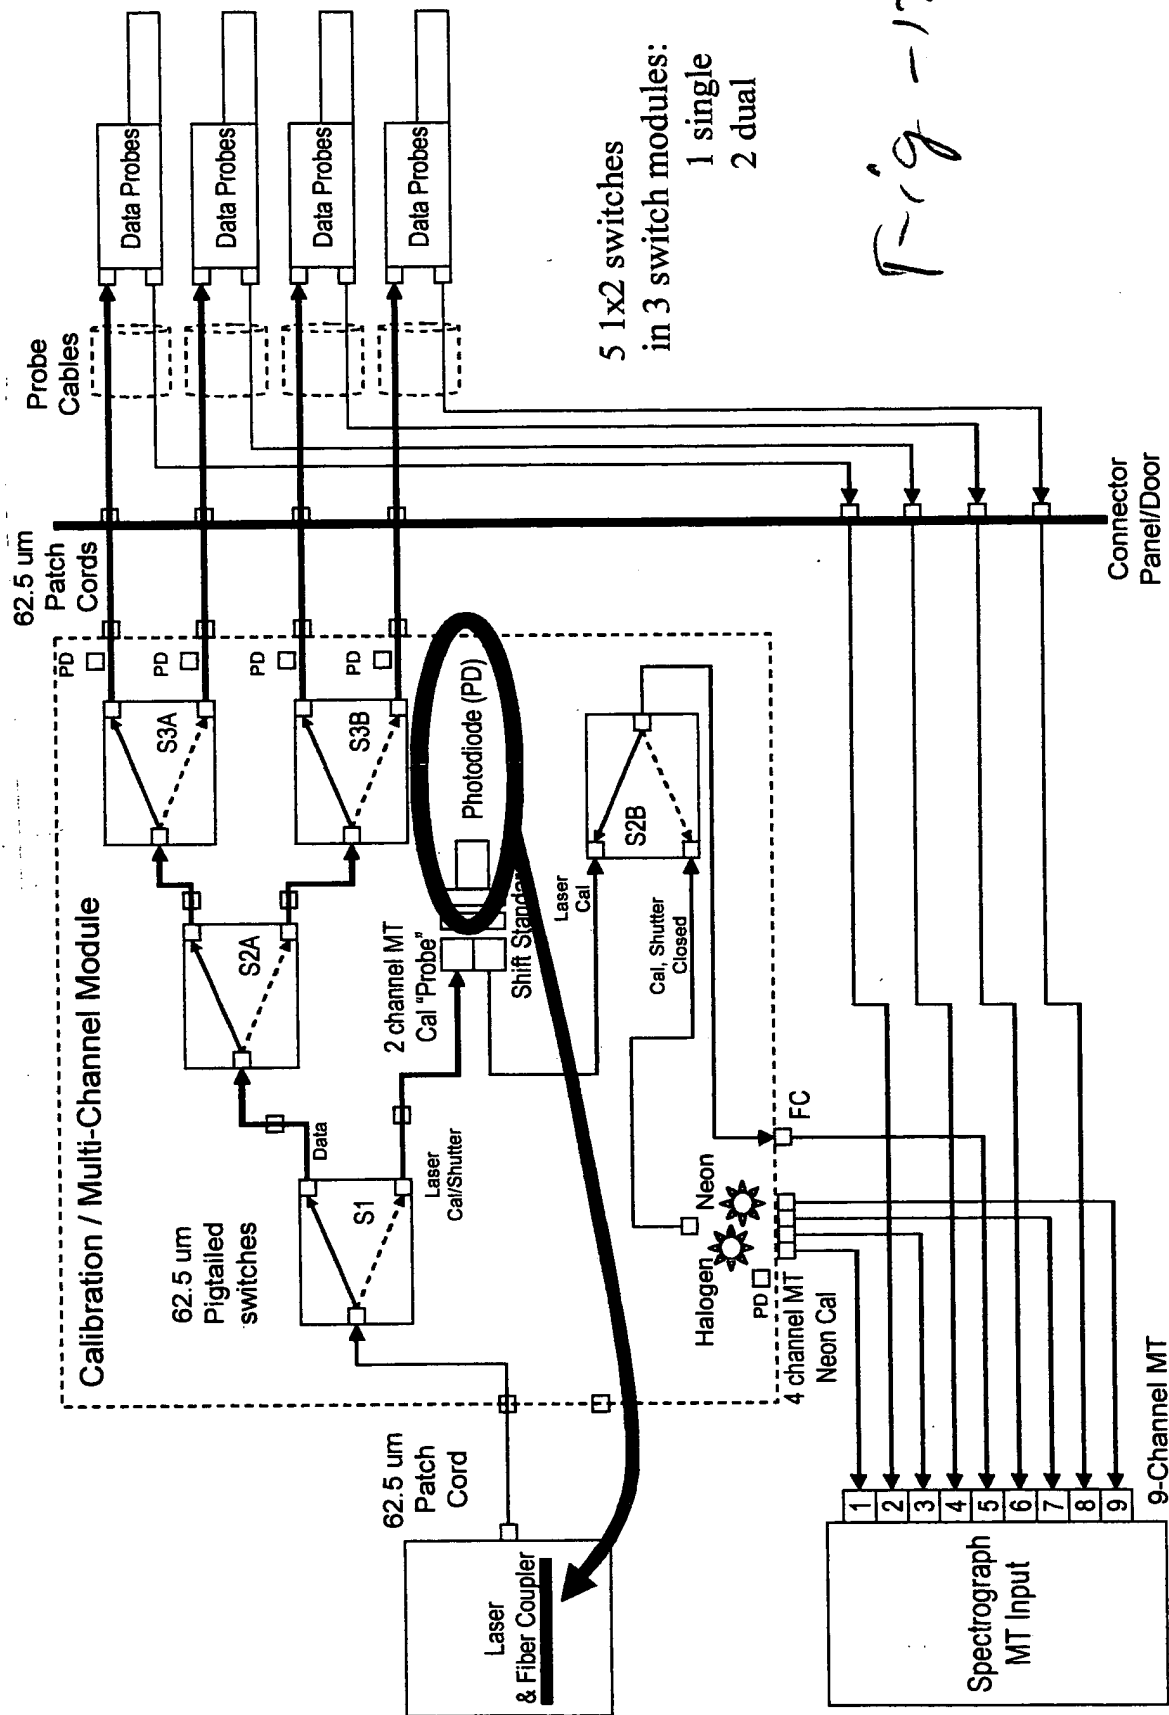 Probe
Cables
Data Probes
Data Probes
Data Probes
Data Probes
62.5 um
Patch
Cords
5 1x2 switches
in 3 switch modules:
1 single
2 dual
Connector
Panel/Door
Calibration / Multi-Channel Module
PD
PD
PD
PD
S3A
S3B
S2A
Photodiode (PD)
2 channel MT
Cal "Probe"
Laser
Cal
S2B
Cal, Shutter
Closed
Data
Laser
Cal/Shutter
S1
62.5 um
Pigtailed
switches
Neon
Halogen
FC
PD
4 channel MT
Neon Cal
62.5 um
Patch
Cord
Laser
& Fiber Coupler
Spectrograph
MT Input
1
2
3
4
5
6
7
8
9
9-Channel MT
Shift
Fig -